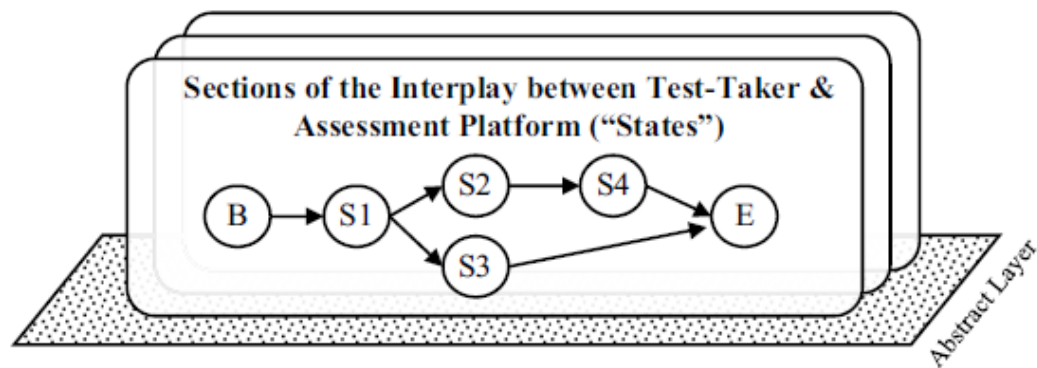 Sections of the Interplay between Test-Taker &
Assessment Platform (“States”)
B
S1
S2
S4
E
S3
Abstract Layer